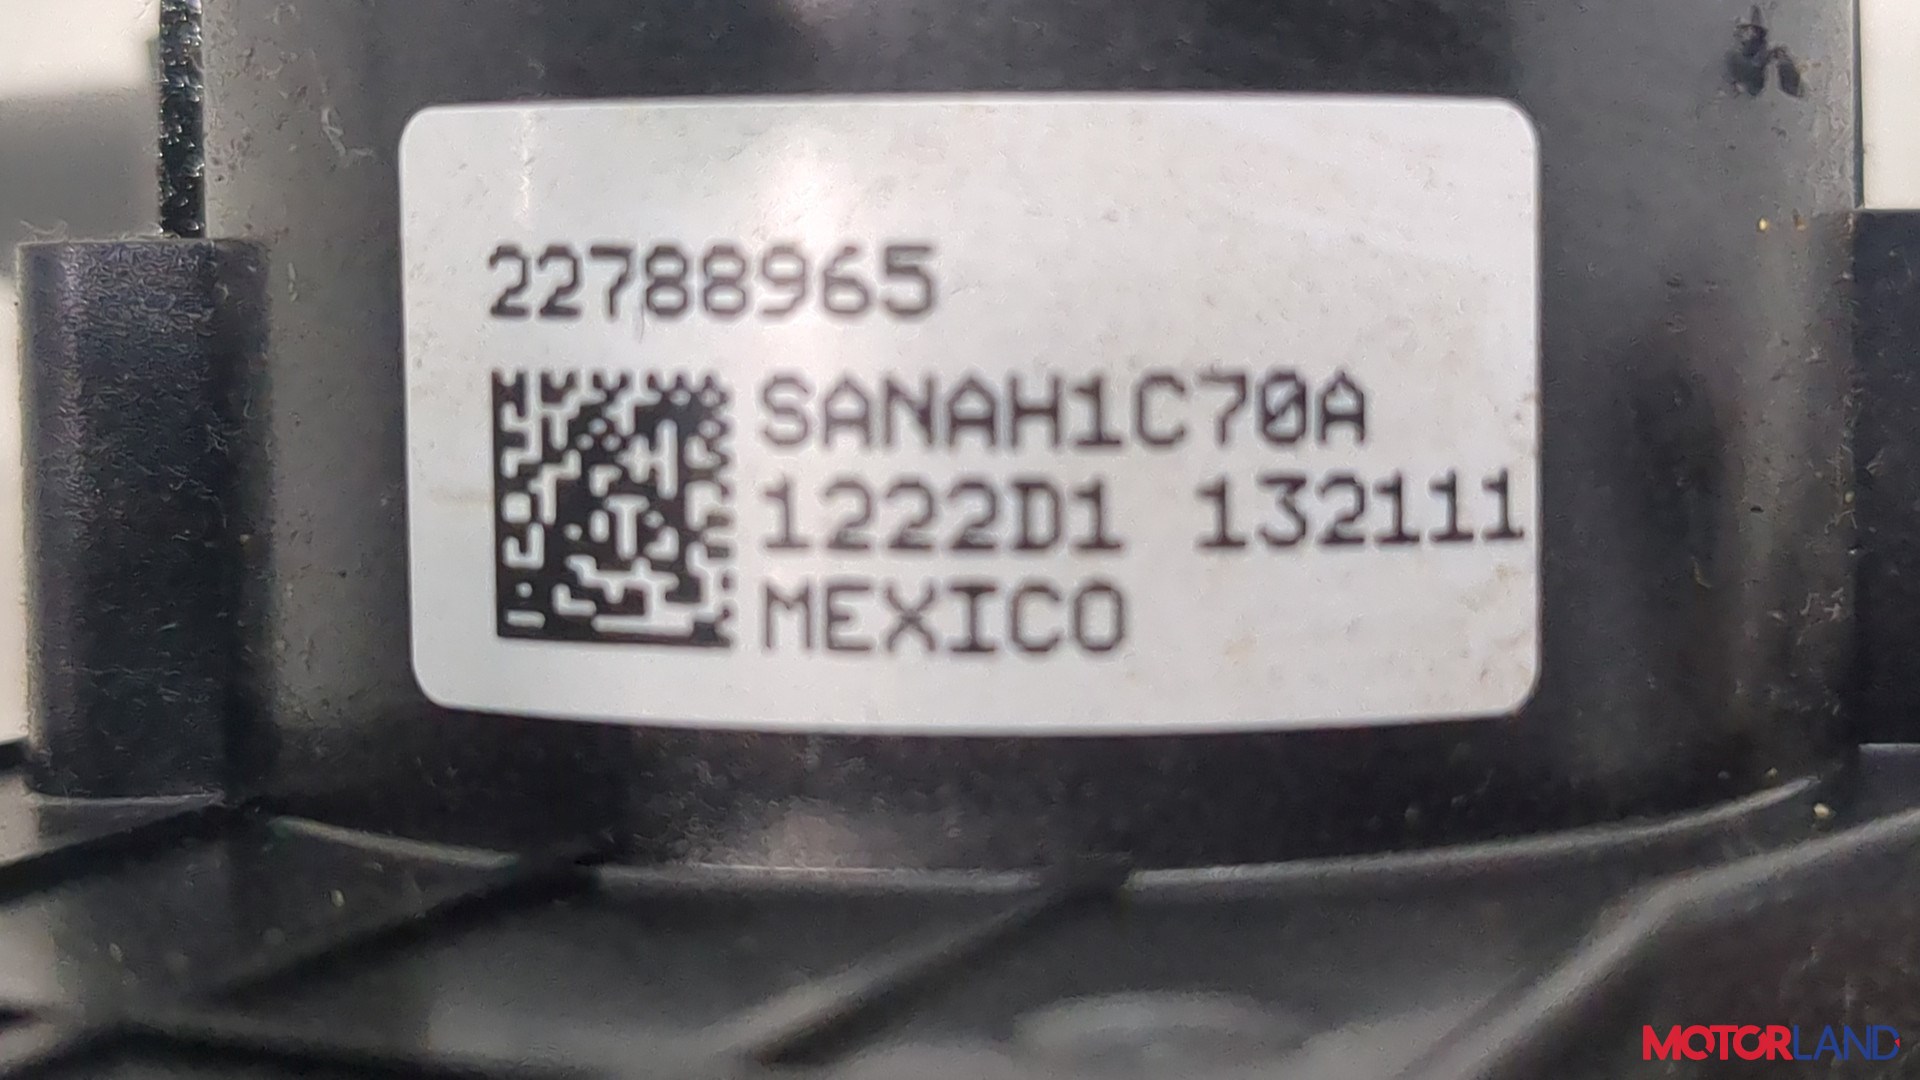 22788965
SANAH1C70A
1222D1 132111
MEXICO
MOTORLAND